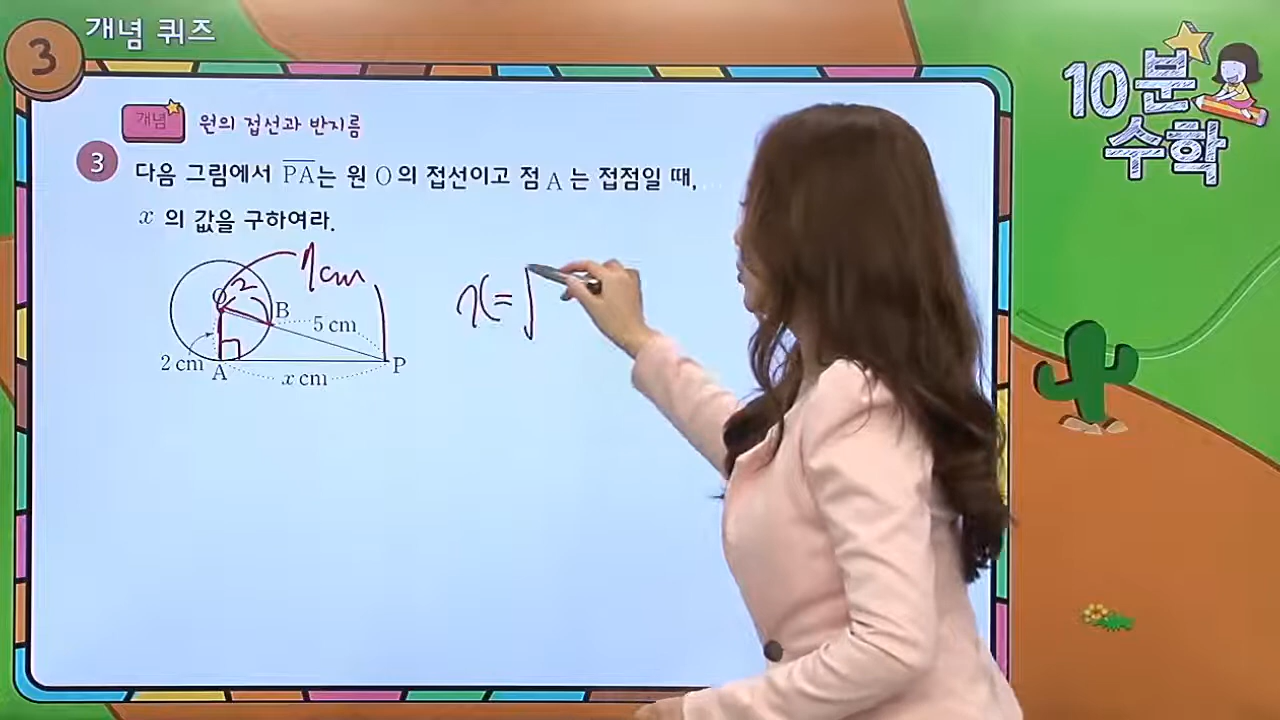 3
개념 퀴즈
10분
수학
개념
원의 접선과 반지름
3
다음 그림에서 PA는 원 O의 접선이고 점 A는 접점일 때,
x의 값을 구하여라.
7cm
O
2
B
5 cm
2 cm
A
x cm
P
x=